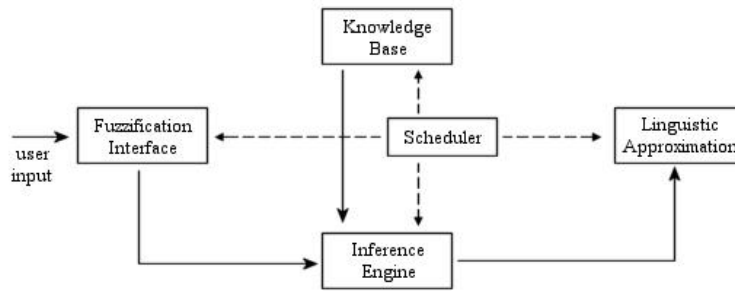 Knowledge
Base
Fuzzification
Interface
Scheduler
Linguistic
Approximation
user
input
Inference
Engine